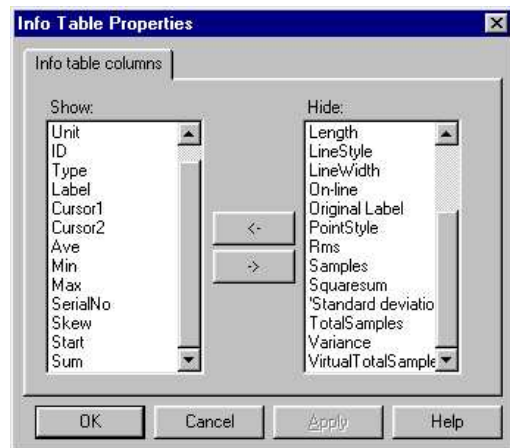 Info Table Properties
Info table columns
Show:
Unit
ID
Type
Label
Cursor1
Cursor2
Ave
Min
Max
SerialNo
Skew
Start
Sum
<-
->
Hide:
Length
LineStyle
LineWidth
On-line
Original Label
PointStyle
Rms
Samples
Squaresum
'Standard deviatio
TotalSamples
Variance
VirtualTotalSample
OK
Cancel
Apply
Help